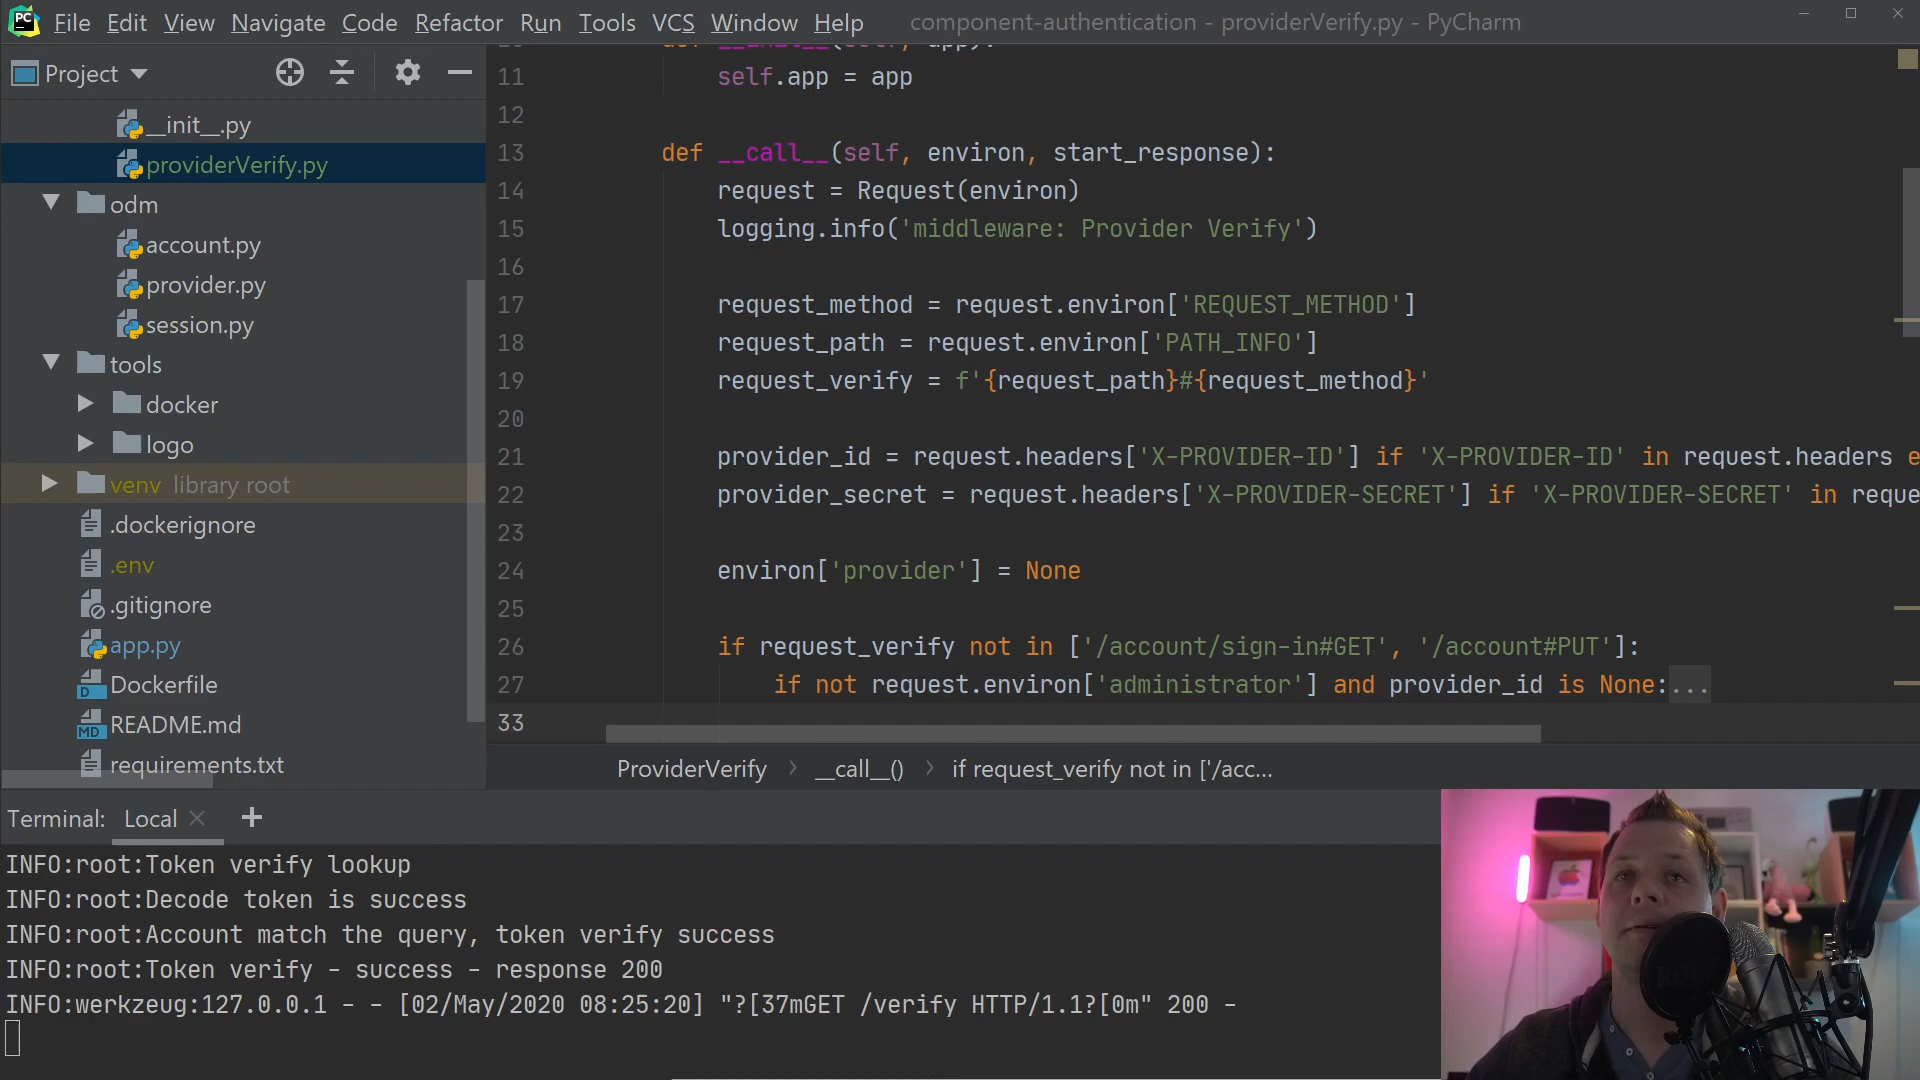 PC File Edit View Navigate Code Refactor Run Tools VCS Window Help component-authentication - providerVerify.py - PyCharm
Project
__init__.py
providerVerify.py
odm
account.py
provider.py
session.py
tools
docker
logo
venv library root
.dockerignore
.env
.gitignore
app.py
Dockerfile
README.md
requirements.txt
def __init__(self, app):
11 self.app = app
12
13 def __call__(self, environ, start_response):
14 request = Request(environ)
15 logging.info('middleware: Provider Verify')
16
17 request_method = request.environ['REQUEST_METHOD']
18 request_path = request.environ['PATH_INFO']
19 request_verify = f'{request_path}#{request_method}'
20
21 provider_id = request.headers['X-PROVIDER-ID'] if 'X-PROVIDER-ID' in request.headers e
22 provider_secret = request.headers['X-PROVIDER-SECRET'] if 'X-PROVIDER-SECRET' in reque
23
24 environ['provider'] = None
25
26 if request_verify not in ['/account/sign-in#GET', '/account#PUT']:
27 if not request.environ['administrator'] and provider_id is None:...
33
ProviderVerify › __call__() › if request_verify not in ['/acc...
Terminal: Local +
INFO:root:Token verify lookup
INFO:root:Decode token is success
INFO:root:Account match the query, token verify success
INFO:root:Token verify - success - response 200
INFO:werkzeug:127.0.0.1 - - [02/May/2020 08:25:20] "?[37mGET /verify HTTP/1.1?[0m" 200 -